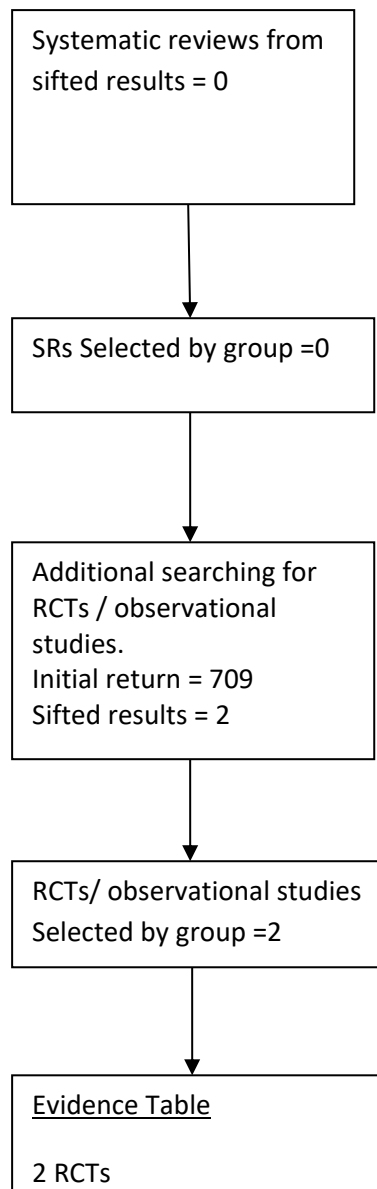 Systematic reviews from
sifted results = 0
SRs Selected by group =0
Additional searching for
RCTs / observational
studies.
Initial return = 709
Sifted results = 2
RCTs/ observational studies
Selected by group =2
Evidence Table
2 RCTs